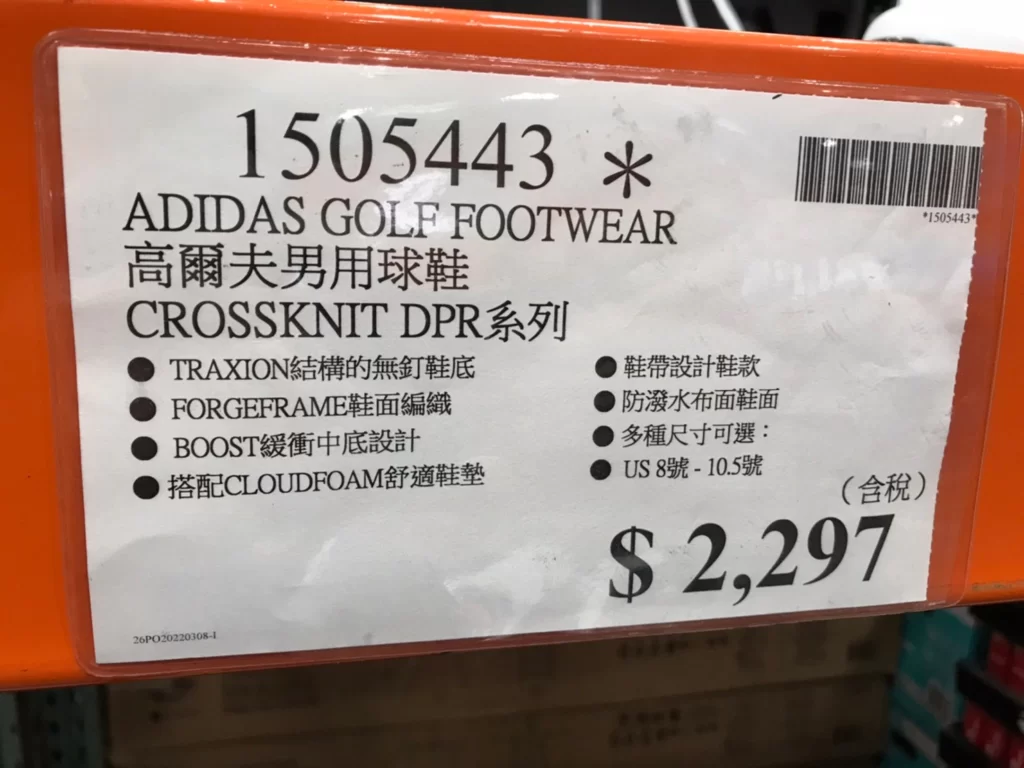 1505443 *
*1505443*
ADIDAS GOLF FOOTWEAR
高爾夫男用球鞋
CROSSKNIT DPR系列
● TRAXION結構的無釘鞋底
● FORGEFRAME鞋面編織
● BOOST緩衝中底設計
● 搭配CLOUDFOAM舒適鞋墊
● 鞋帶設計鞋款
● 防潑水布面鞋面
● 多種尺寸可選：
● US 8號 - 10.5號
（含稅）
$ 2,297
26PO20220308-1